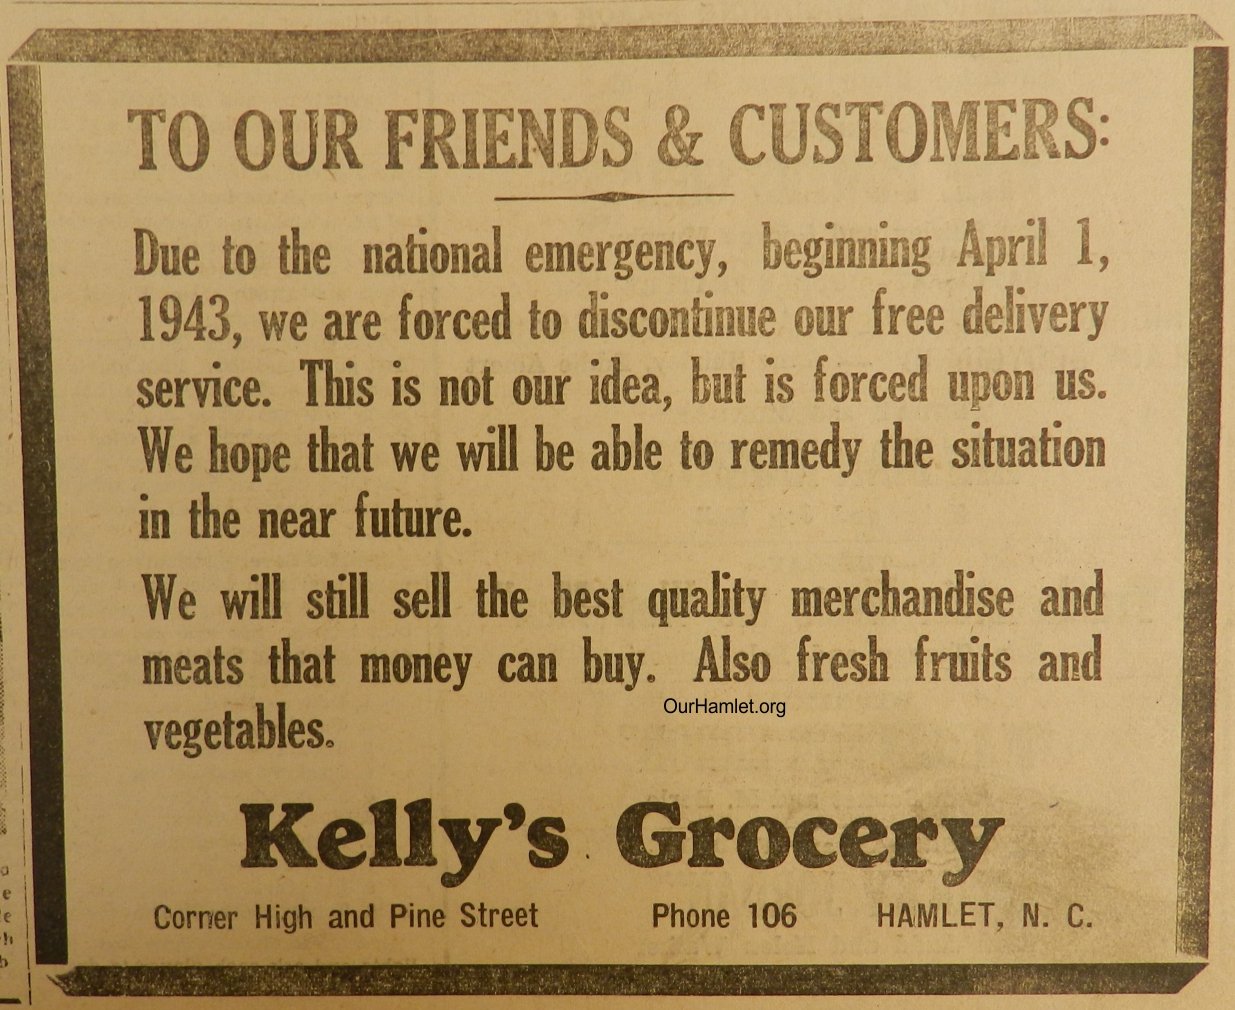 TO OUR FRIENDS & CUSTOMERS:
Due to the national emergency, beginning April 1,
1943, we are forced to discontinue our free delivery
service. This is not our idea, but is forced upon us.
We hope that we will be able to remedy the situation
in the near future.
We will still sell the best quality merchandise and
meats that money can buy. Also fresh fruits and
OurHamlet.org
vegetables.
Kelly's Grocery
Corner High and Pine Street Phone 106 HAMLET, N. C.